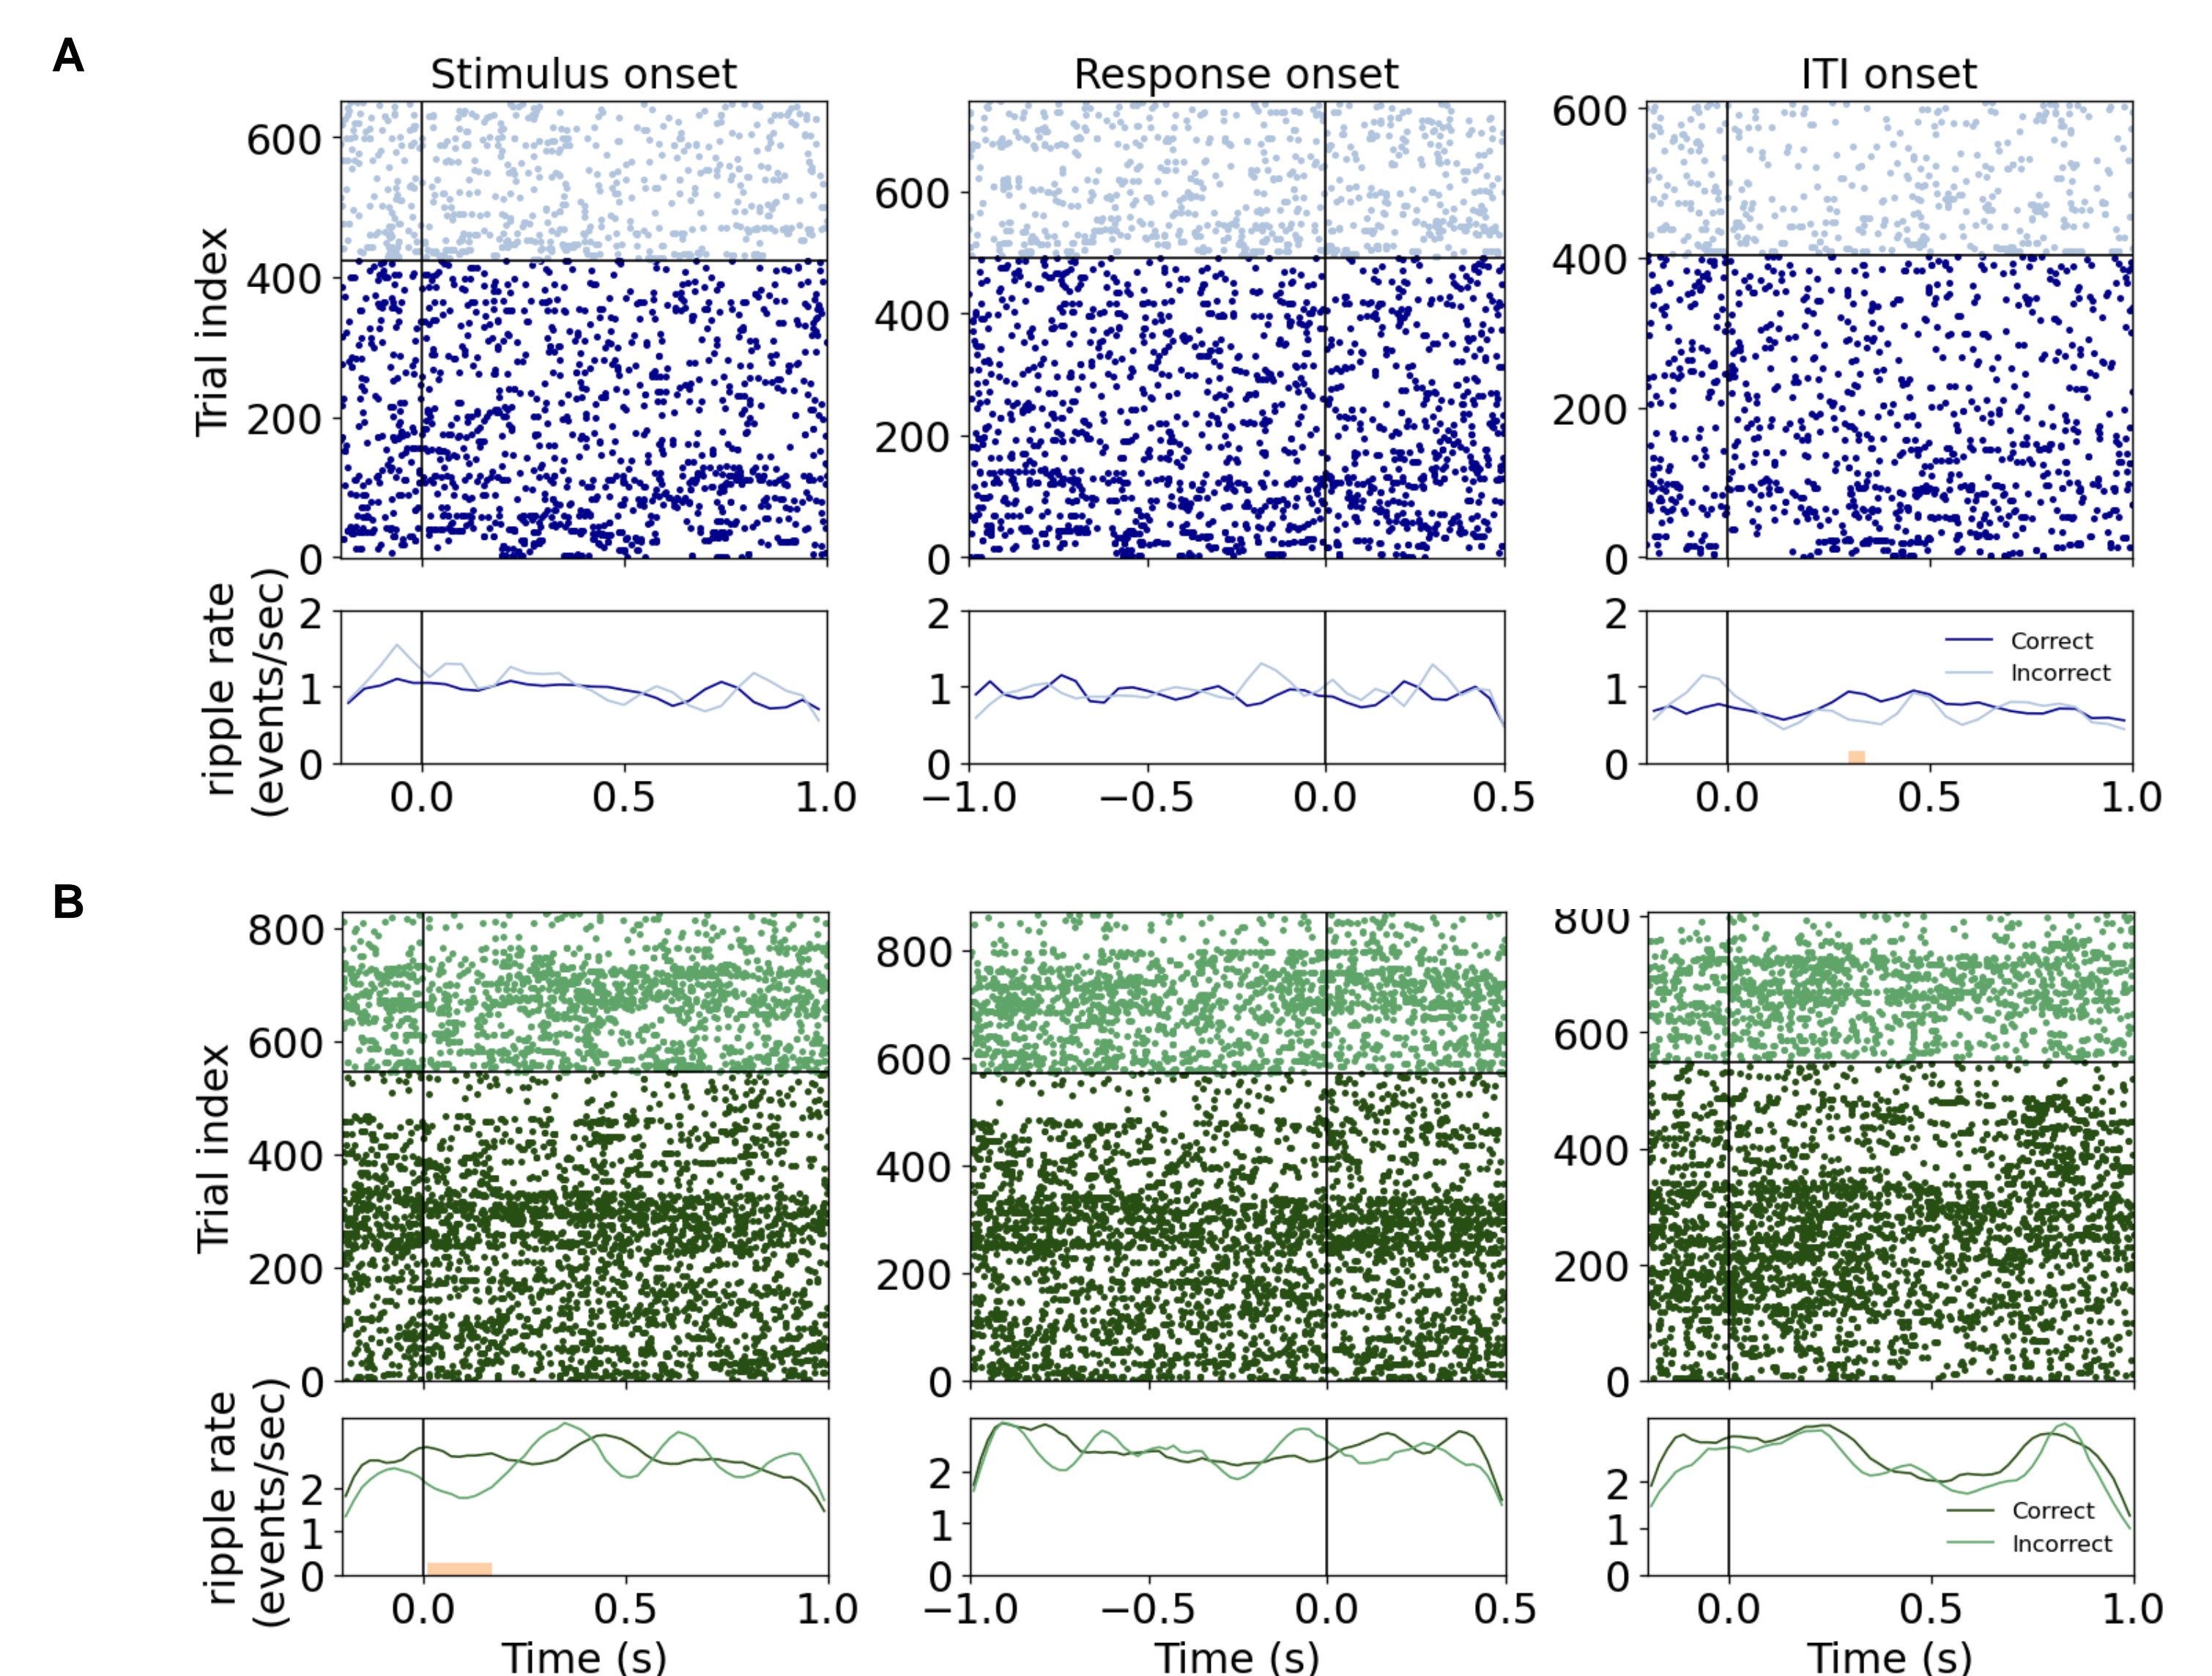 A
Stimulus onset
Response onset
ITI onset
Trial index
600
400
200
0
600
400
200
0
600
400
200
0
ripple rate
(events/sec)
2
1
0
0.0 0.5 1.0
2
1
0
−1.0 −0.5 0.0 0.5
2
1
0
Correct
Incorrect
0.0 0.5 1.0
B
Trial index
800
600
400
200
0
800
600
400
200
0
800
600
400
200
0
ripple rate
(events/sec)
2
1
0
0.0 0.5 1.0
Time (s)
2
1
0
−1.0 −0.5 0.0 0.5
Time (s)
2
1
0
Correct
Incorrect
0.0 0.5 1.0
Time (s)